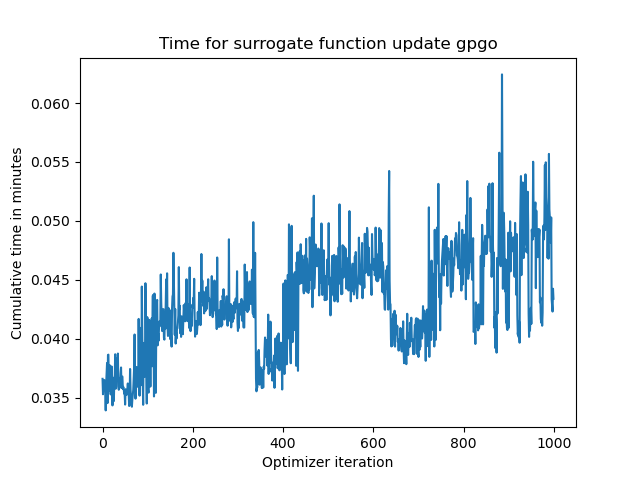 Time for surrogate function update gpgo
0.060
0.055
0.050
0.045
0.040
0.035
Cumulative time in minutes
0 200 400 600 800 1000
Optimizer iteration